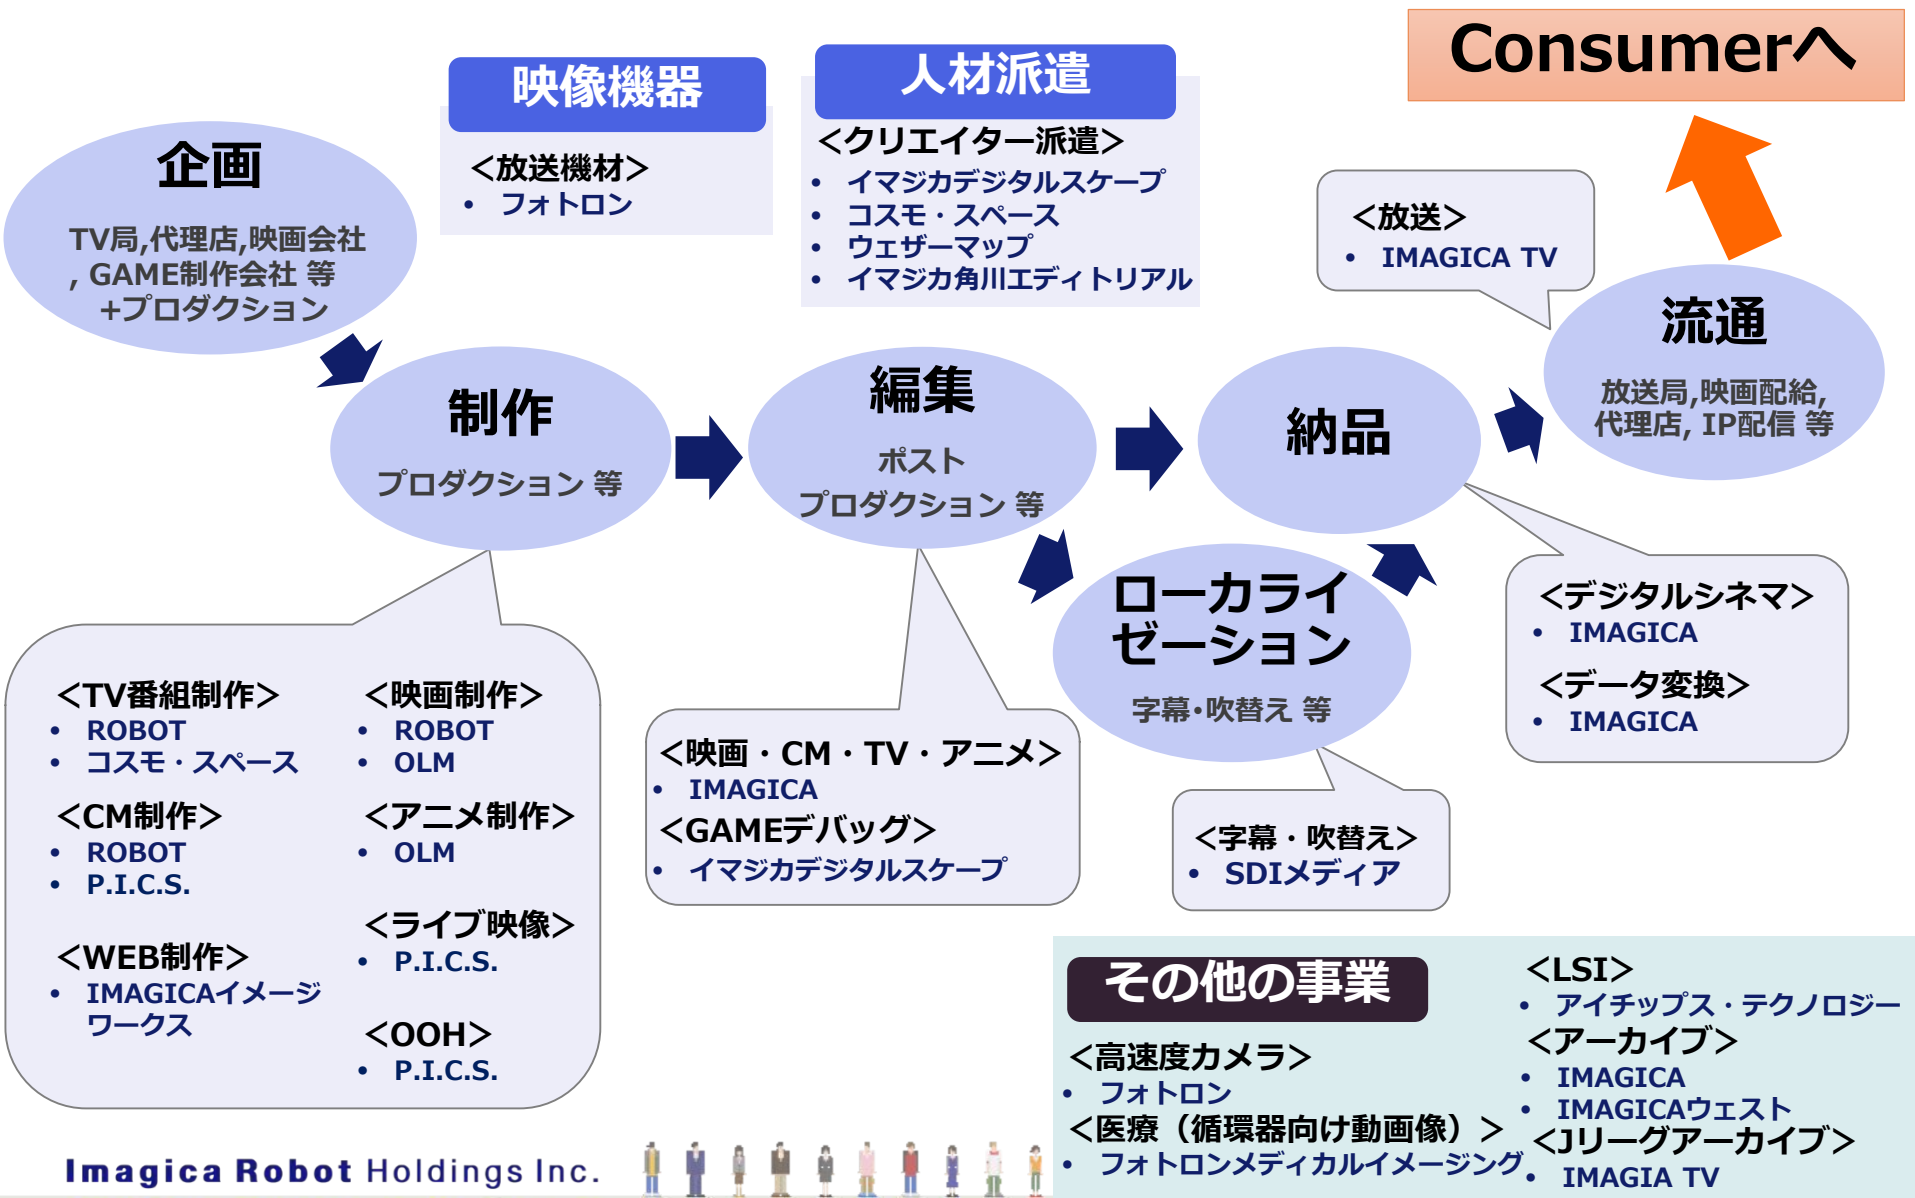 Consumerへ
映像機器
<放送機材>
• フォトロン
人材派遣
<クリエイター派遣>
• イマジカデジタルスケープ
• コスモ・スペース
• ウェザーマップ
• イマジカ角川エディトリアル
企画
TV局,代理店,映画会社
, GAME制作会社 等
+プロダクション
<放送>
• IMAGICA TV
流通
放送局,映画配給,
代理店, IP配信 等
制作
プロダクション 等
編集
ポスト
プロダクション 等
納品
ローカライ
ゼーション
字幕・吹替え 等
<TV番組制作>
• ROBOT
• コスモ・スペース
<CM制作>
• ROBOT
• P.I.C.S.
<WEB制作>
• IMAGICAイメージ
ワークス
<映画制作>
• ROBOT
• OLM
<アニメ制作>
• OLM
<ライブ映像>
• P.I.C.S.
<OOH>
• P.I.C.S.
<映画・CM・TV・アニメ>
• IMAGICA
<GAMEデバッグ>
• イマジカデジタルスケープ
<字幕・吹替え>
• SDIメディア
<デジタルシネマ>
• IMAGICA
<データ変換>
• IMAGICA
その他の事業
<高速度カメラ>
• フォトロン
<医療（循環器向け動画像）>
• フォトロンメディカルイメージング
<LSI>
• アイチップス・テクノロジー
<アーカイブ>
• IMAGICA
• IMAGICAウェスト
<Jリーグアーカイブ>
• IMAGIA TV
Imagica Robot Holdings Inc.